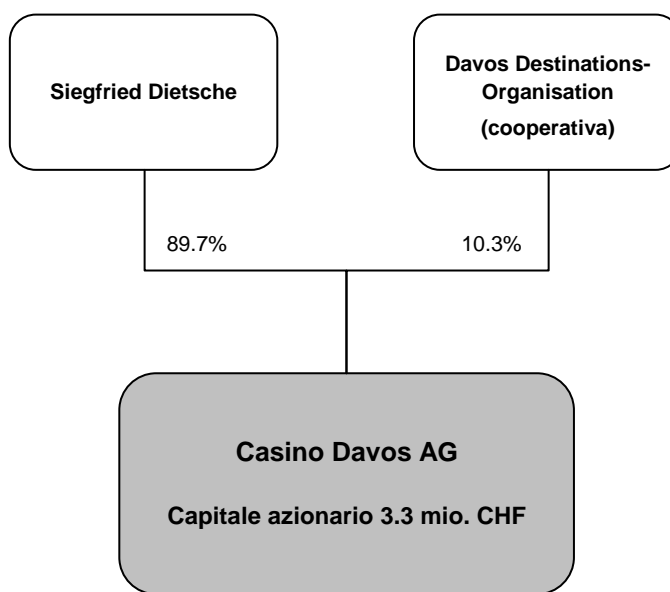 Siegfried Dietsche
Davos Destinations-
Organisation
(cooperativa)
89.7%
10.3%
Casino Davos AG
Capitale azionario 3.3 mio. CHF